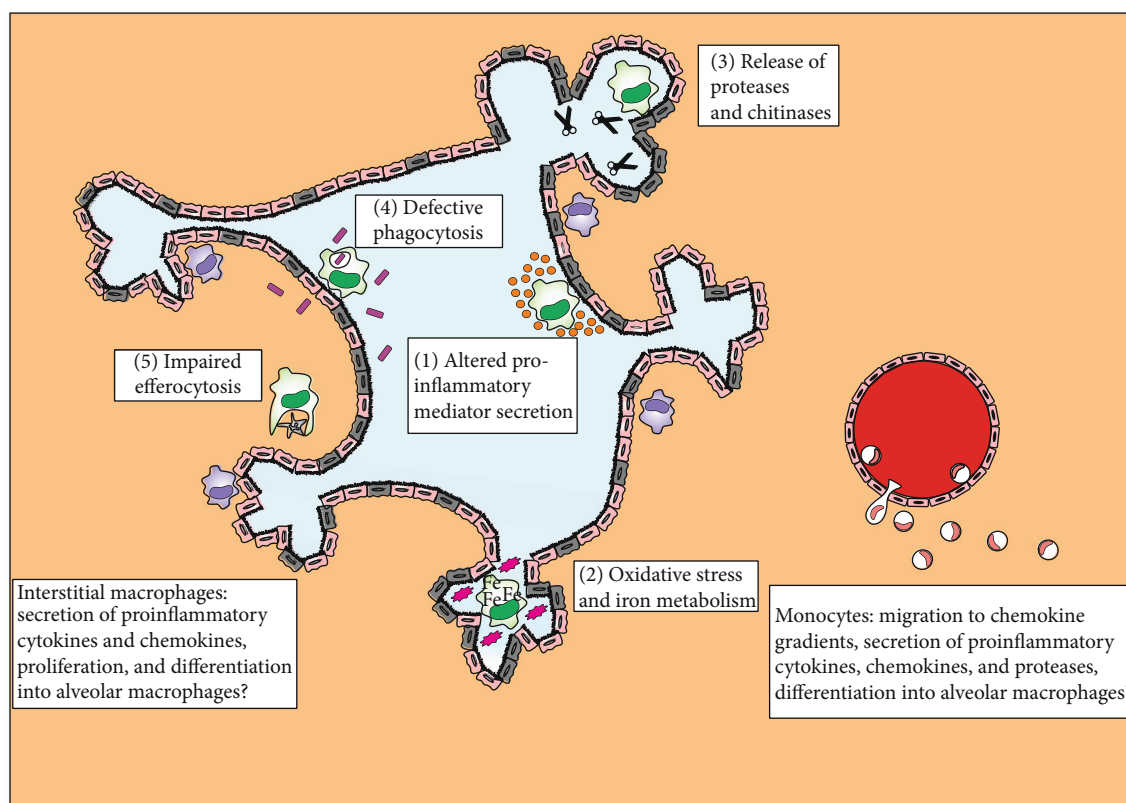 (3) Release of
proteases
and chitinases
(4) Defective
phagocytosis
(5) Impaired
efferocytosis
(1) Altered pro-
inflammatory
mediator secretion
Fe
Fe Fe
(2) Oxidative stress
and iron metabolism
Interstitial macrophages:
secretion of proinflammatory
cytokines and chemokines,
proliferation, and differentiation
into alveolar macrophages?
Monocytes: migration to chemokine
gradients, secretion of proinflammatory
cytokines, chemokines, and proteases,
differentiation into alveolar macrophages?